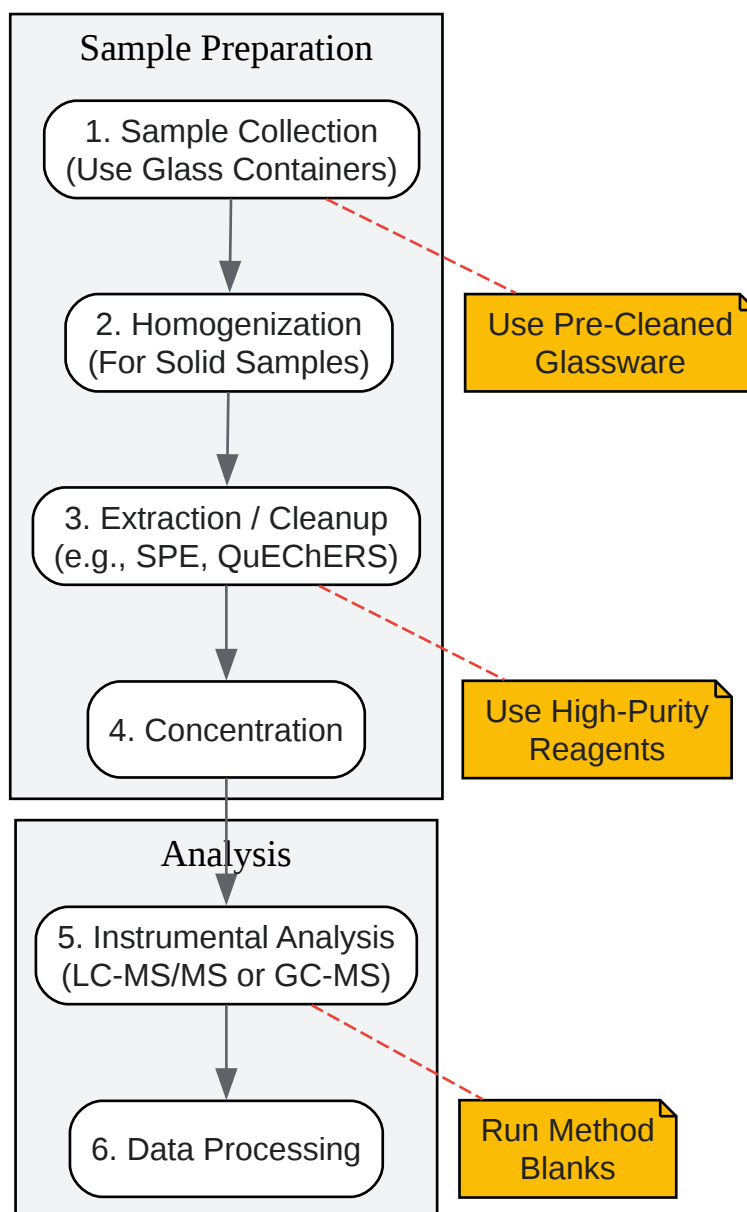 Sample Preparation
1. Sample Collection
(Use Glass Containers)
2. Homogenization
(For Solid Samples)
Use Pre-Cleaned
Glassware
3. Extraction / Cleanup
(e.g., SPE, QuEChERS)
4. Concentration
Use High-Purity
Reagents
Analysis
5. Instrumental Analysis
(LC-MS/MS or GC-MS)
6. Data Processing
Run Method
Blanks